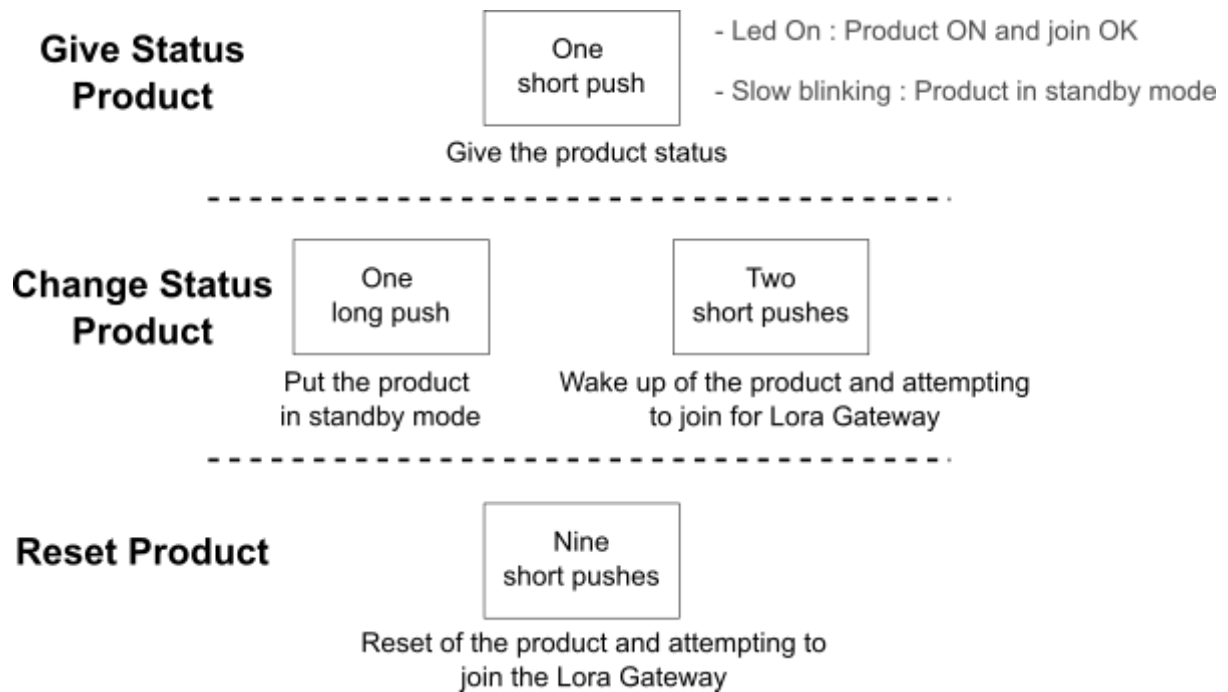 Give Status
Product
One
short push
- Led On : Product ON and join OK
- Slow blinking : Product in standby mode
Give the product status
Change Status
Product
One
long push
Put the product
in standby mode
Two
short pushes
Wake up of the product and attempting
to join for Lora Gateway
Reset Product
Nine
short pushes
Reset of the product and attempting to
join the Lora Gateway